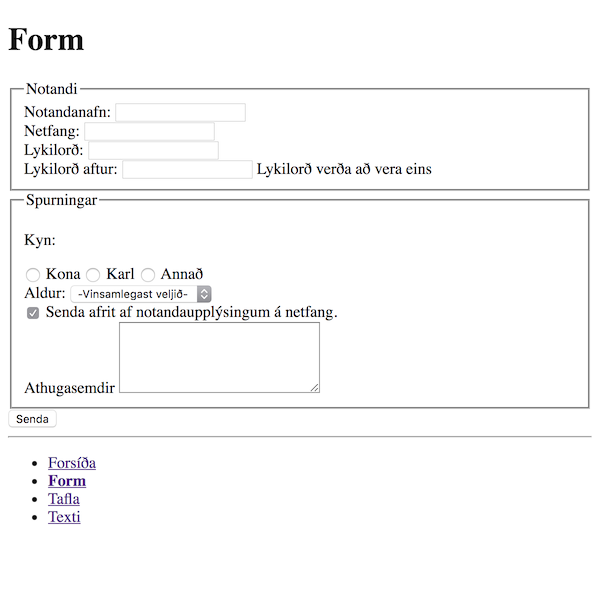 Form
Notandi
Notandanafn:
Netfang:
Lykilorð:
Lykilorð aftur: Lykilorð verða að vera eins
Spurningar
Kyn:
Kona Karl Annað
Aldur: -Vinsamlegast veljið-
Senda afrit af notandaupplýsingum á netfang.
Athugasemdir
Senda
Forsíða
Form
Tafla
Texti